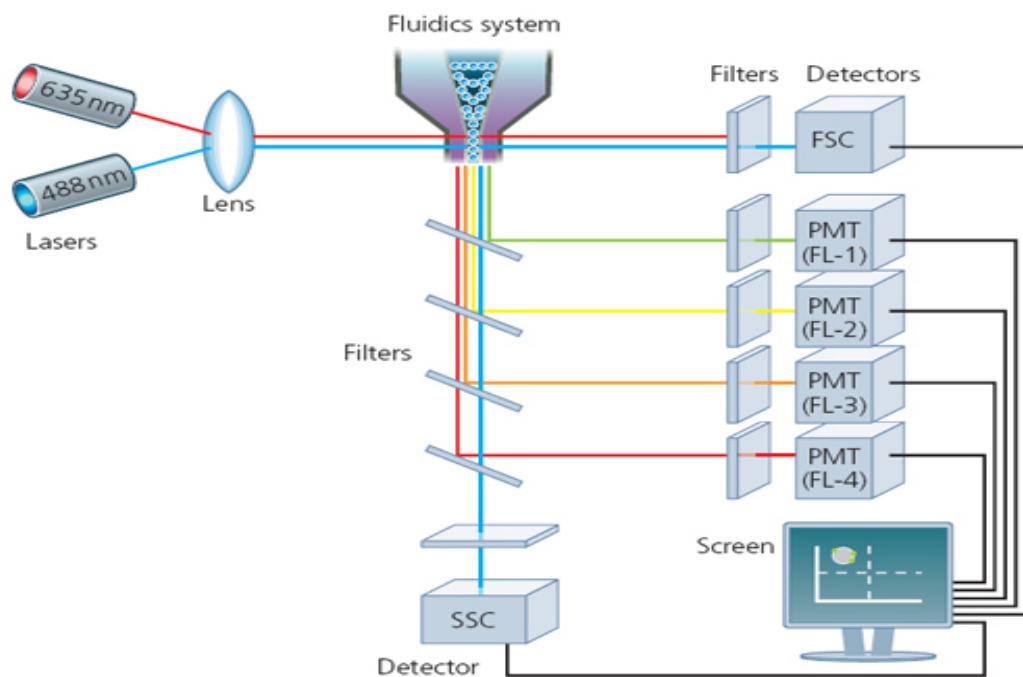 Fluidics system
Filters
Detectors
635 nm
488 nm
Lens
Lasers
FSC
PMT
(FL-1)
PMT
(FL-2)
Filters
PMT
(FL-3)
PMT
(FL-4)
Screen
SSC
Detector